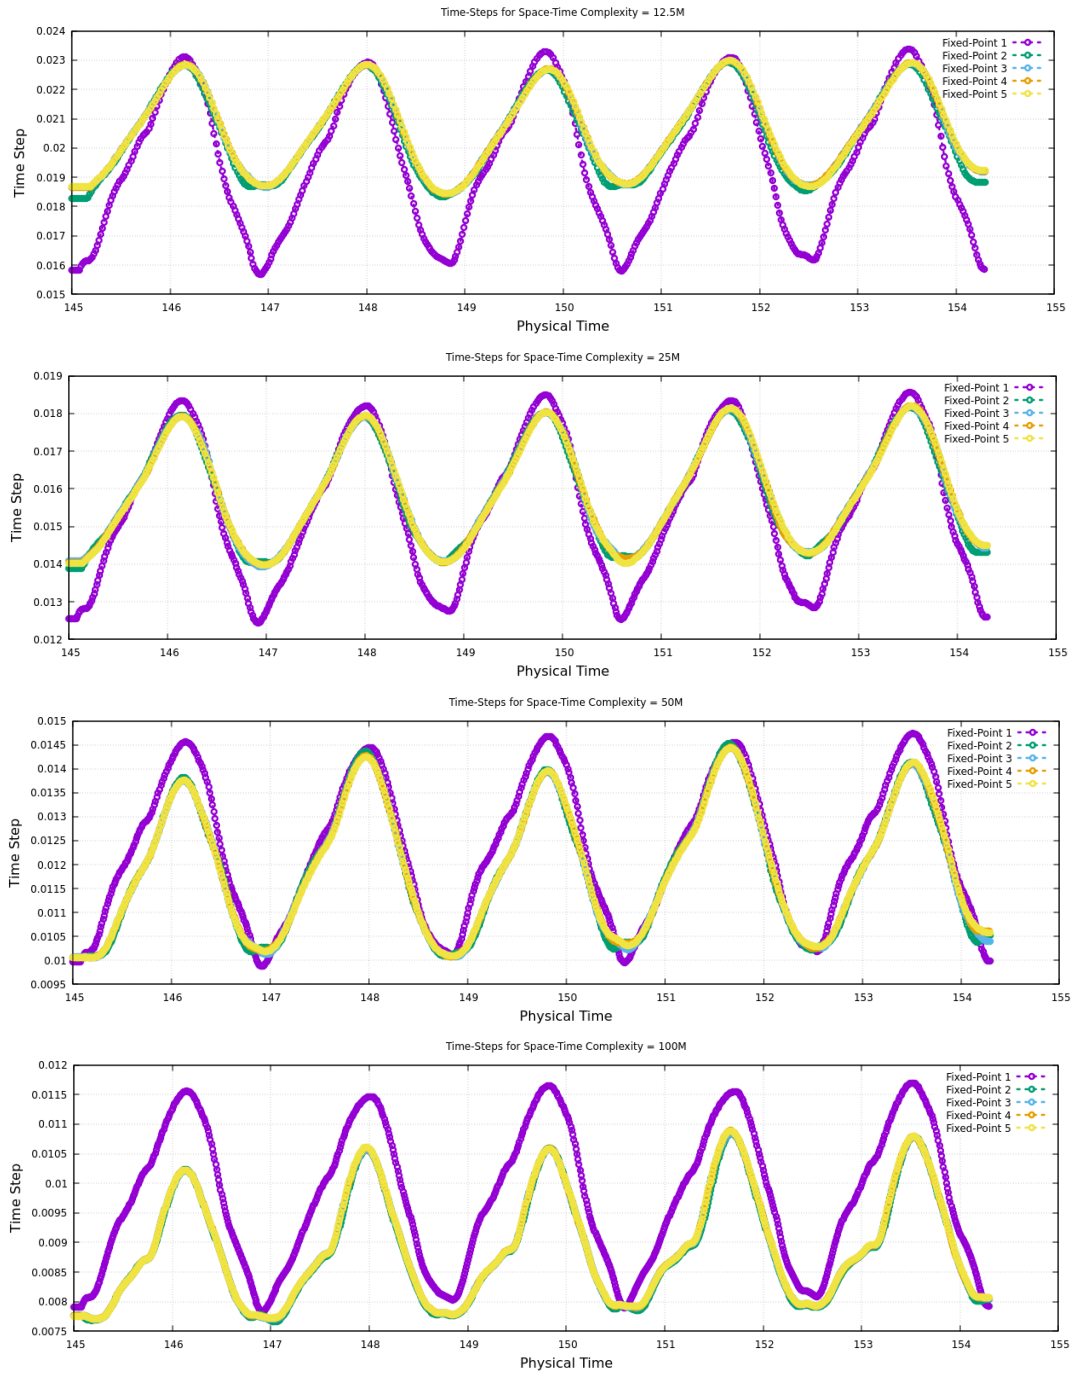 Time-Steps for Space-Time Complexity = 12.5M
0.024
0.023
0.022
0.021
0.02
0.019
0.018
0.017
0.016
0.015
Time Step
Fixed-Point 1
Fixed-Point 2
Fixed-Point 3
Fixed-Point 4
Fixed-Point 5
145 146 147 148 149 150 151 152 153 154 155
Physical Time
Time-Steps for Space-Time Complexity = 25M
0.019
0.018
0.017
0.016
0.015
0.014
0.013
0.012
Time Step
Fixed-Point 1
Fixed-Point 2
Fixed-Point 3
Fixed-Point 4
Fixed-Point 5
145 146 147 148 149 150 151 152 153 154 155
Physical Time
Time-Steps for Space-Time Complexity = 50M
0.015
0.0145
0.014
0.0135
0.013
0.0125
0.012
0.0115
0.011
0.0105
0.01
0.0095
Time Step
Fixed-Point 1
Fixed-Point 2
Fixed-Point 3
Fixed-Point 4
Fixed-Point 5
145 146 147 148 149 150 151 152 153 154 155
Physical Time
Time-Steps for Space-Time Complexity = 100M
0.012
0.0115
0.011
0.0105
0.01
0.0095
0.009
0.0085
0.008
0.0075
Time Step
Fixed-Point 1
Fixed-Point 2
Fixed-Point 3
Fixed-Point 4
Fixed-Point 5
145 146 147 148 149 150 151 152 153 154 155
Physical Time